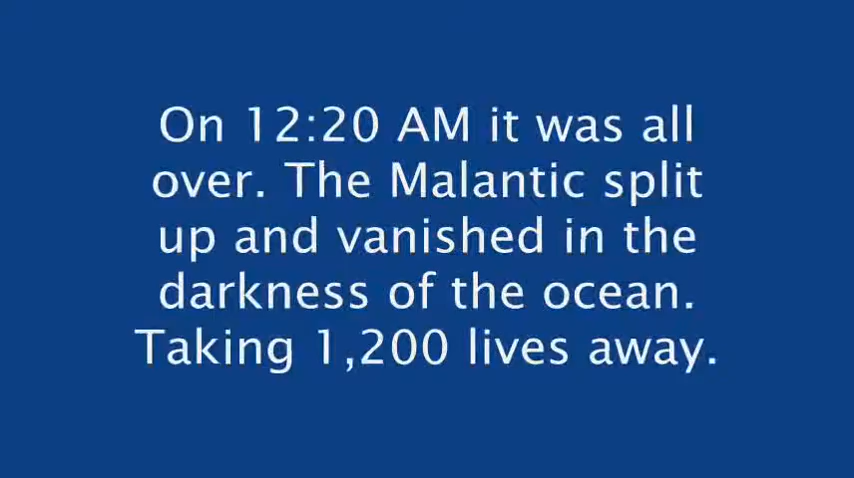 On 12:20 AM it was all
over. The Malantic split
up and vanished in the
darkness of the ocean.
Taking 1,200 lives away.